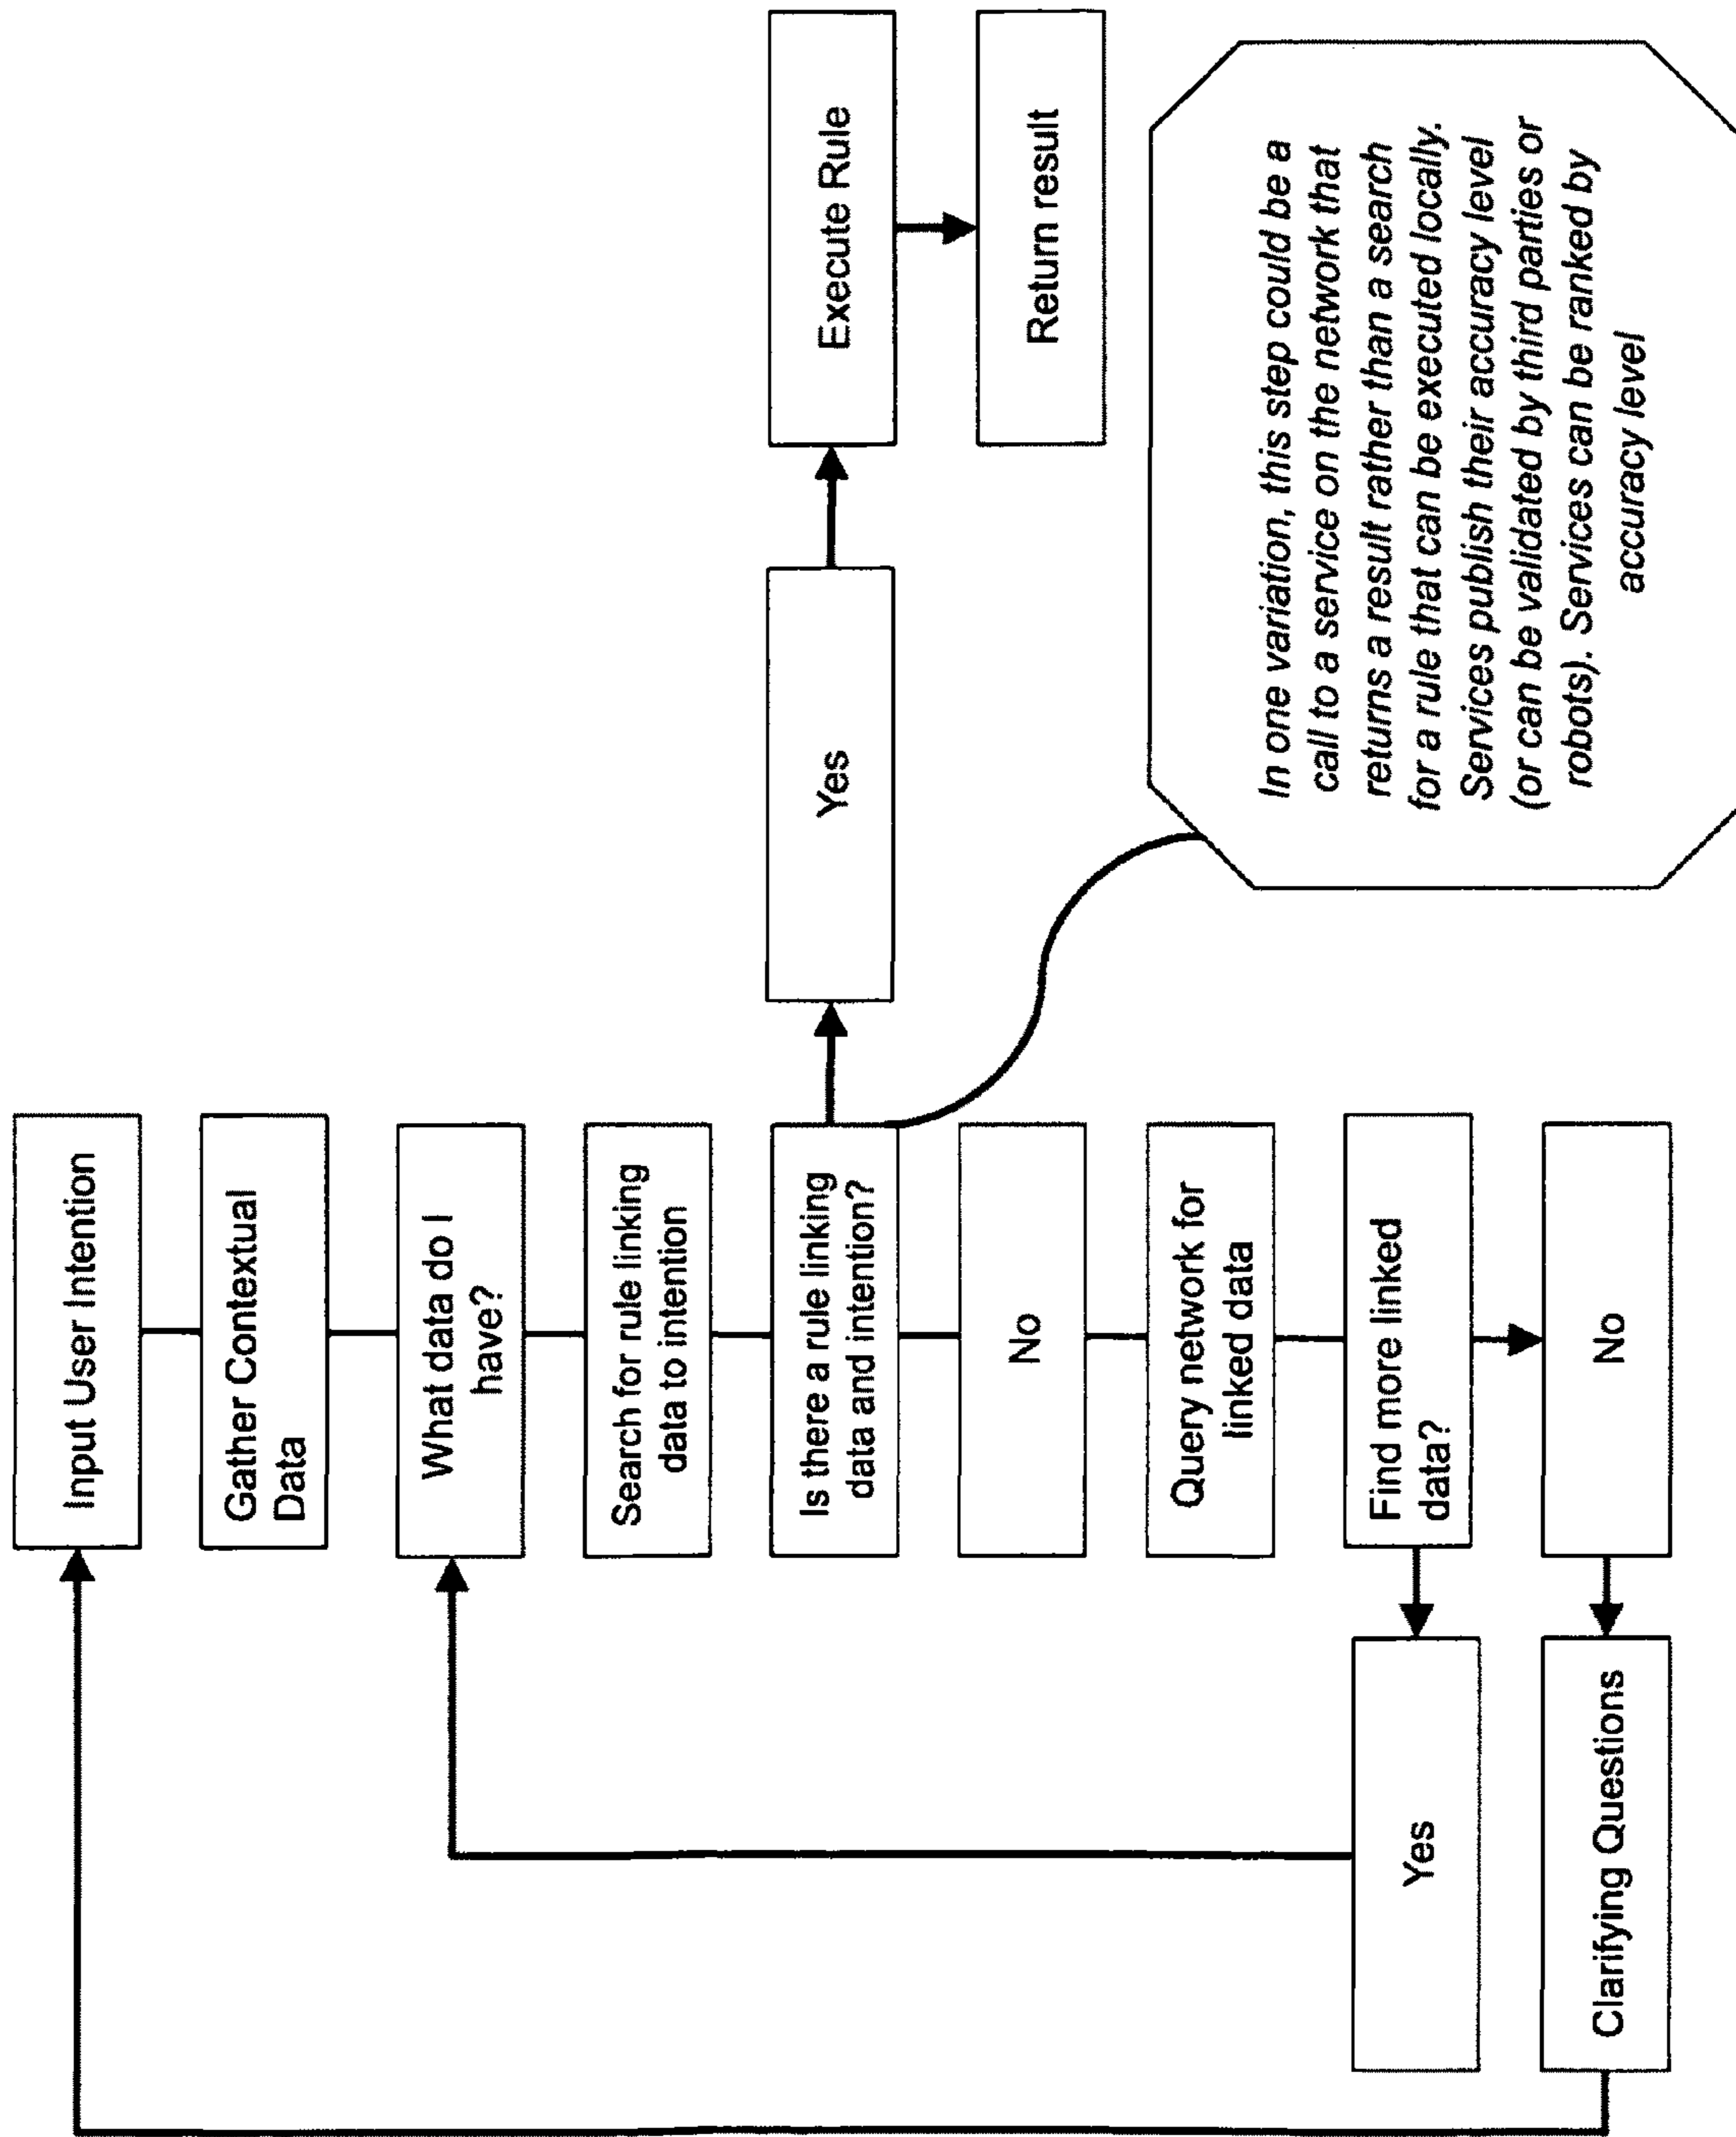 Input User Intention
Gather Contextual
Data
What data do I
have?
Search for rule linking
data to intention
Is there a rule linking
data and intention?
Yes
Execute Rule
Return result
No
Query network for
linked data
Find more linked
data?
Yes
No
Clarifying Questions
In one variation, this step could be a
call to a service on the network that
returns a result rather than a search
for a rule that can be executed locally.
Services publish their accuracy level
(or can be validated by third parties or
robots). Services can be ranked by
accuracy level